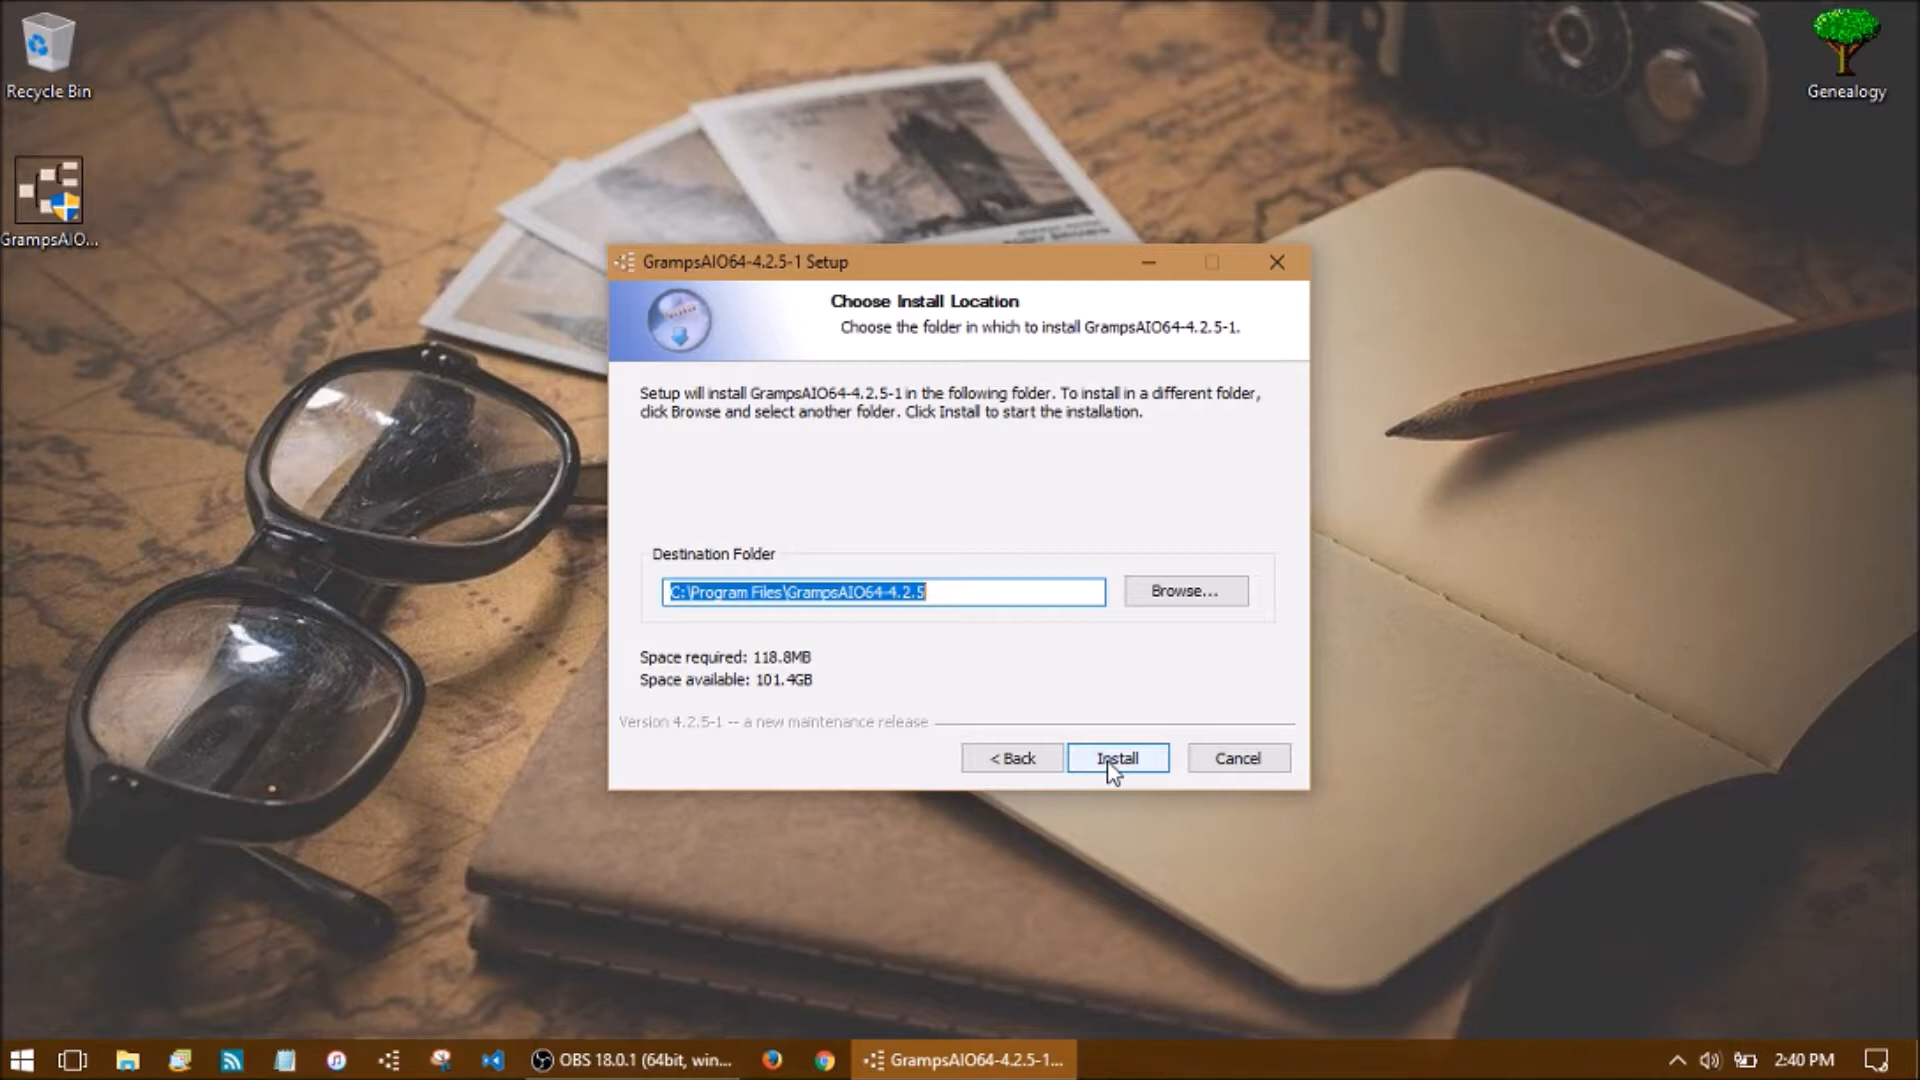 Recycle Bin
Genealogy
GrampsAIO...
GrampsAIO64-4.2.5-1 Setup
Choose Install Location
Choose the folder in which to install GrampsAIO64-4.2.5-1.
Setup will install GrampsAIO64-4.2.5-1 in the following folder. To install in a different folder,
click Browse and select another folder. Click Install to start the installation.
Destination Folder
C:\Program Files\GrampsAIO64-4.2.5
Browse...
Space required: 118.8MB
Space available: 101.4GB
Version 4.2.5-1 -- a new maintenance release
< Back
Install
Cancel
OBS 18.0.1 (64bit, win...
GrampsAIO64-4.2.5-1...
2:40 PM